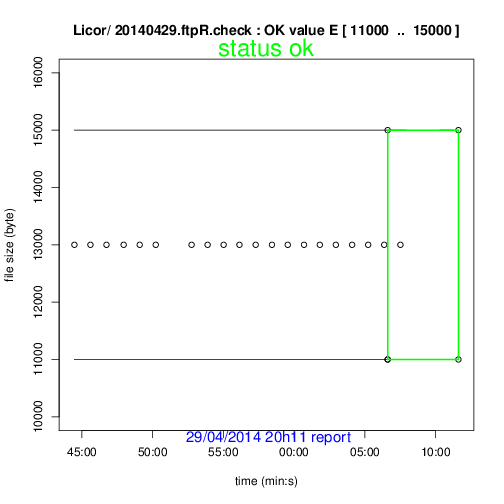 Licor/ 20140429.ftpR.check : OK value E [ 11000 .. 15000 ]
status ok
16000
15000
14000
13000
12000
11000
10000
file size (byte)
29/04/2014 20h11 report
45:00 50:00 55:00 00:00 05:00 10:00
time (min:s)